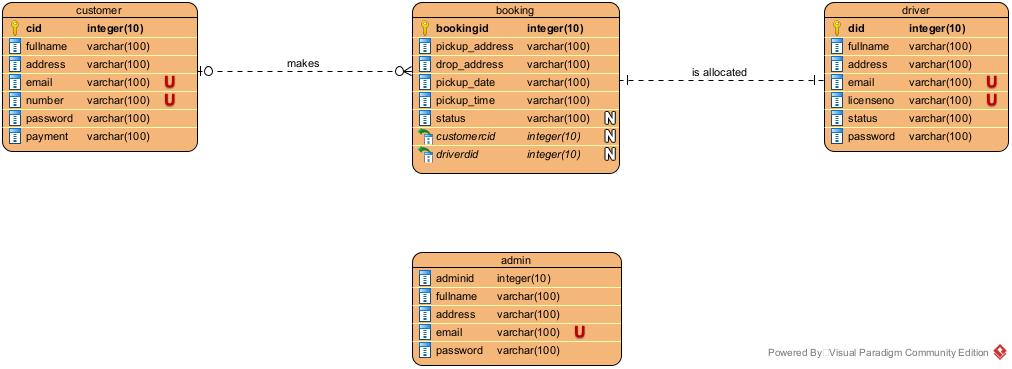 customer
cid integer(10)
fullname varchar(100)
address varchar(100)
email varchar(100) U
number varchar(100) U
password varchar(100)
payment varchar(100)
makes
booking
bookingid integer(10)
pickup_address varchar(100)
drop_address varchar(100)
pickup_date varchar(100)
pickup_time varchar(100)
status varchar(100) N
customercid integer(10) N
driverdid integer(10) N
is allocated
driver
did integer(10)
fullname varchar(100)
address varchar(100)
email varchar(100) U
licenseno varchar(100) U
status varchar(100)
password varchar(100)
admin
adminid integer(10)
fullname varchar(100)
address varchar(100)
email varchar(100) U
password varchar(100)
Powered By Visual Paradigm Community Edition